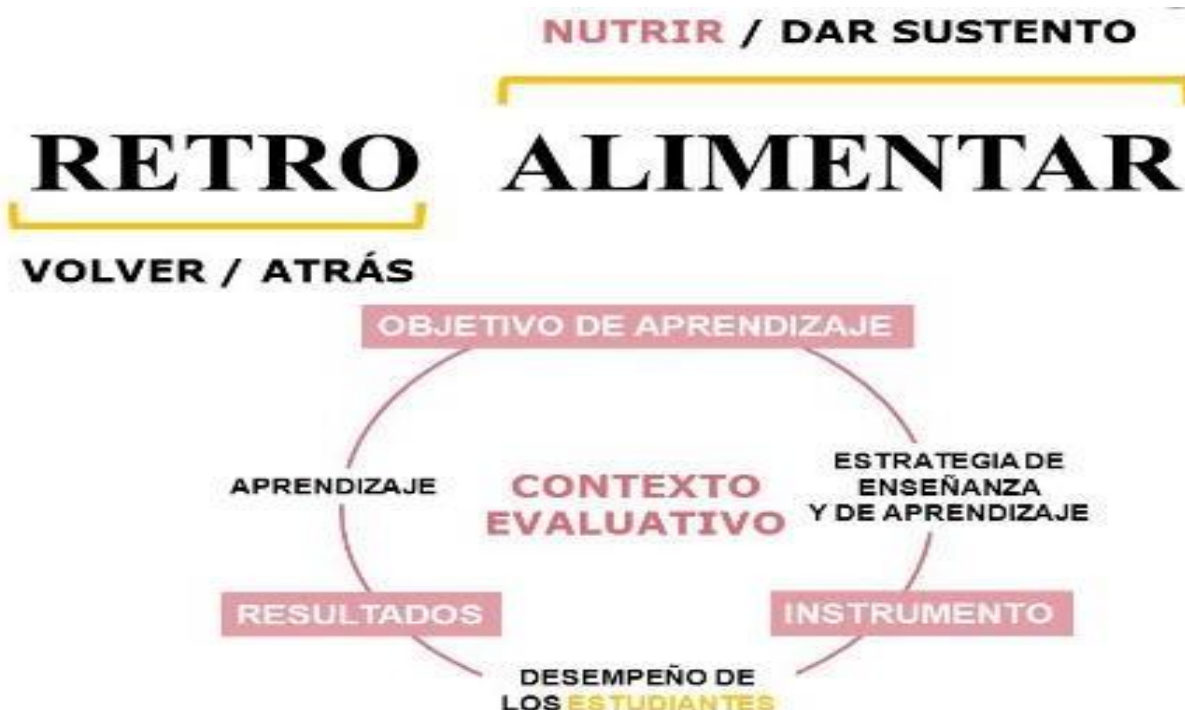 NUTRIR / DAR SUSTENTO
RETRO ALIMENTAR
VOLVER / ATRÁS
OBJETIVO DE APRENDIZAJE
APRENDIZAJE
CONTEXTO
EVALUATIVO
ESTRATEGIA DE
ENSEÑANZA
Y DE APRENDIZAJE
RESULTADOS
INSTRUMENTO
DESEMPEÑO DE
LOS ESTUDIANTES